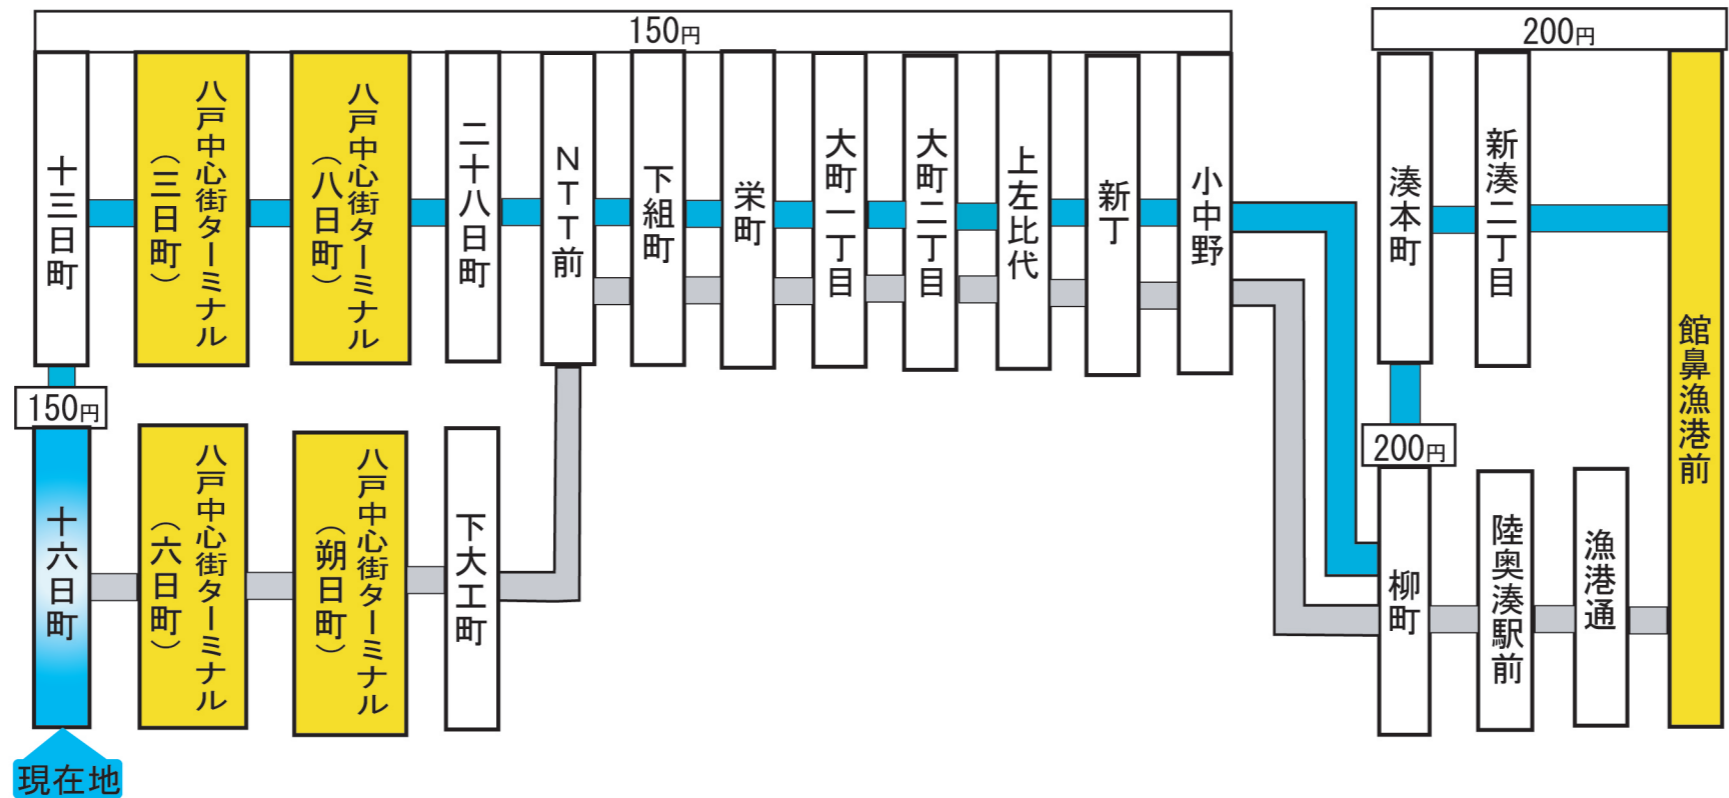 150円
200円
十三日町
八戸中心街ターミナル
(三日町)
八戸中心街ターミナル
(八日町)
二十八日町
NTT前
下組町
栄町
大町一丁目
大町二丁目
上左比代
新丁
小中野
湊本町
新湊二丁目
館鼻漁港前
150円
200円
十六日町
八戸中心街ターミナル
(六日町)
八戸中心街ターミナル
(朔日町)
下大工町
柳町
陸奥湊駅前
漁港通
現在地